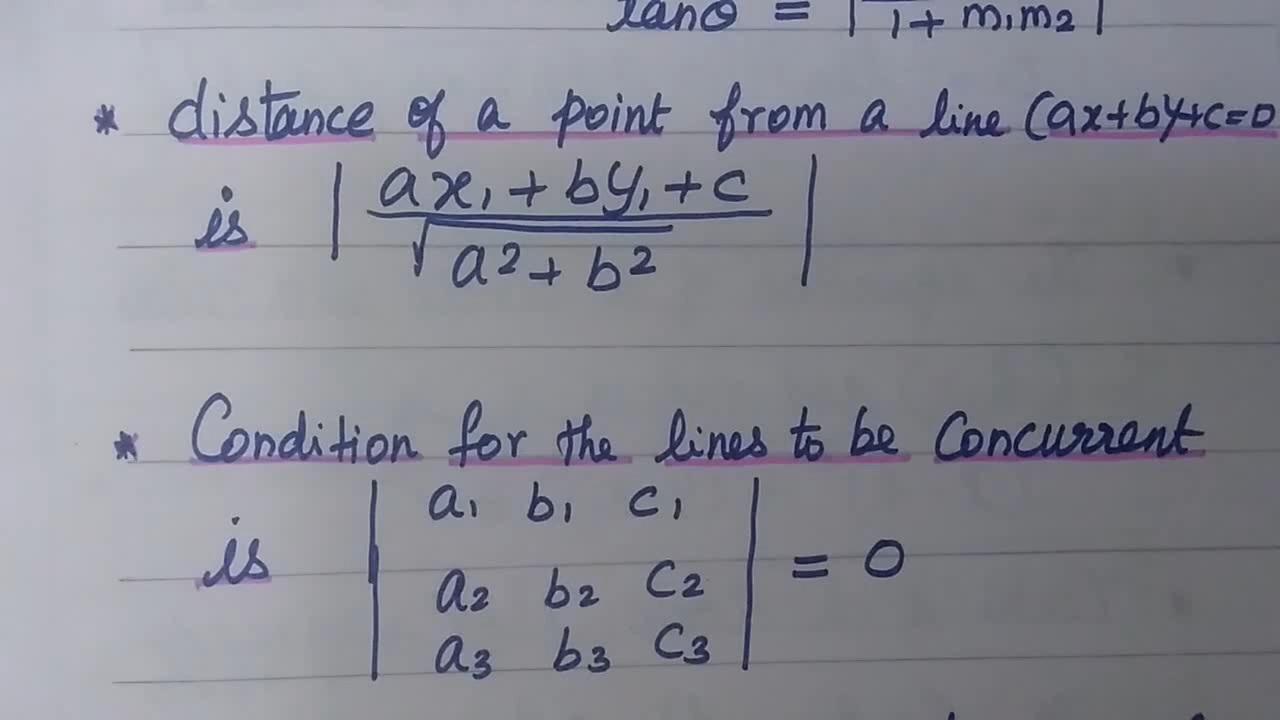 tanθ = | 1 + m₁m₂ |
* distance of a point from a line (ax+by+c=0
is | ax₁ + by₁ + c / √a² + b² |
* Condition for the lines to be Concurrent
is | a₁ b₁ c₁
a₂ b₂ c₂ | = 0
a₃ b₃ c₃